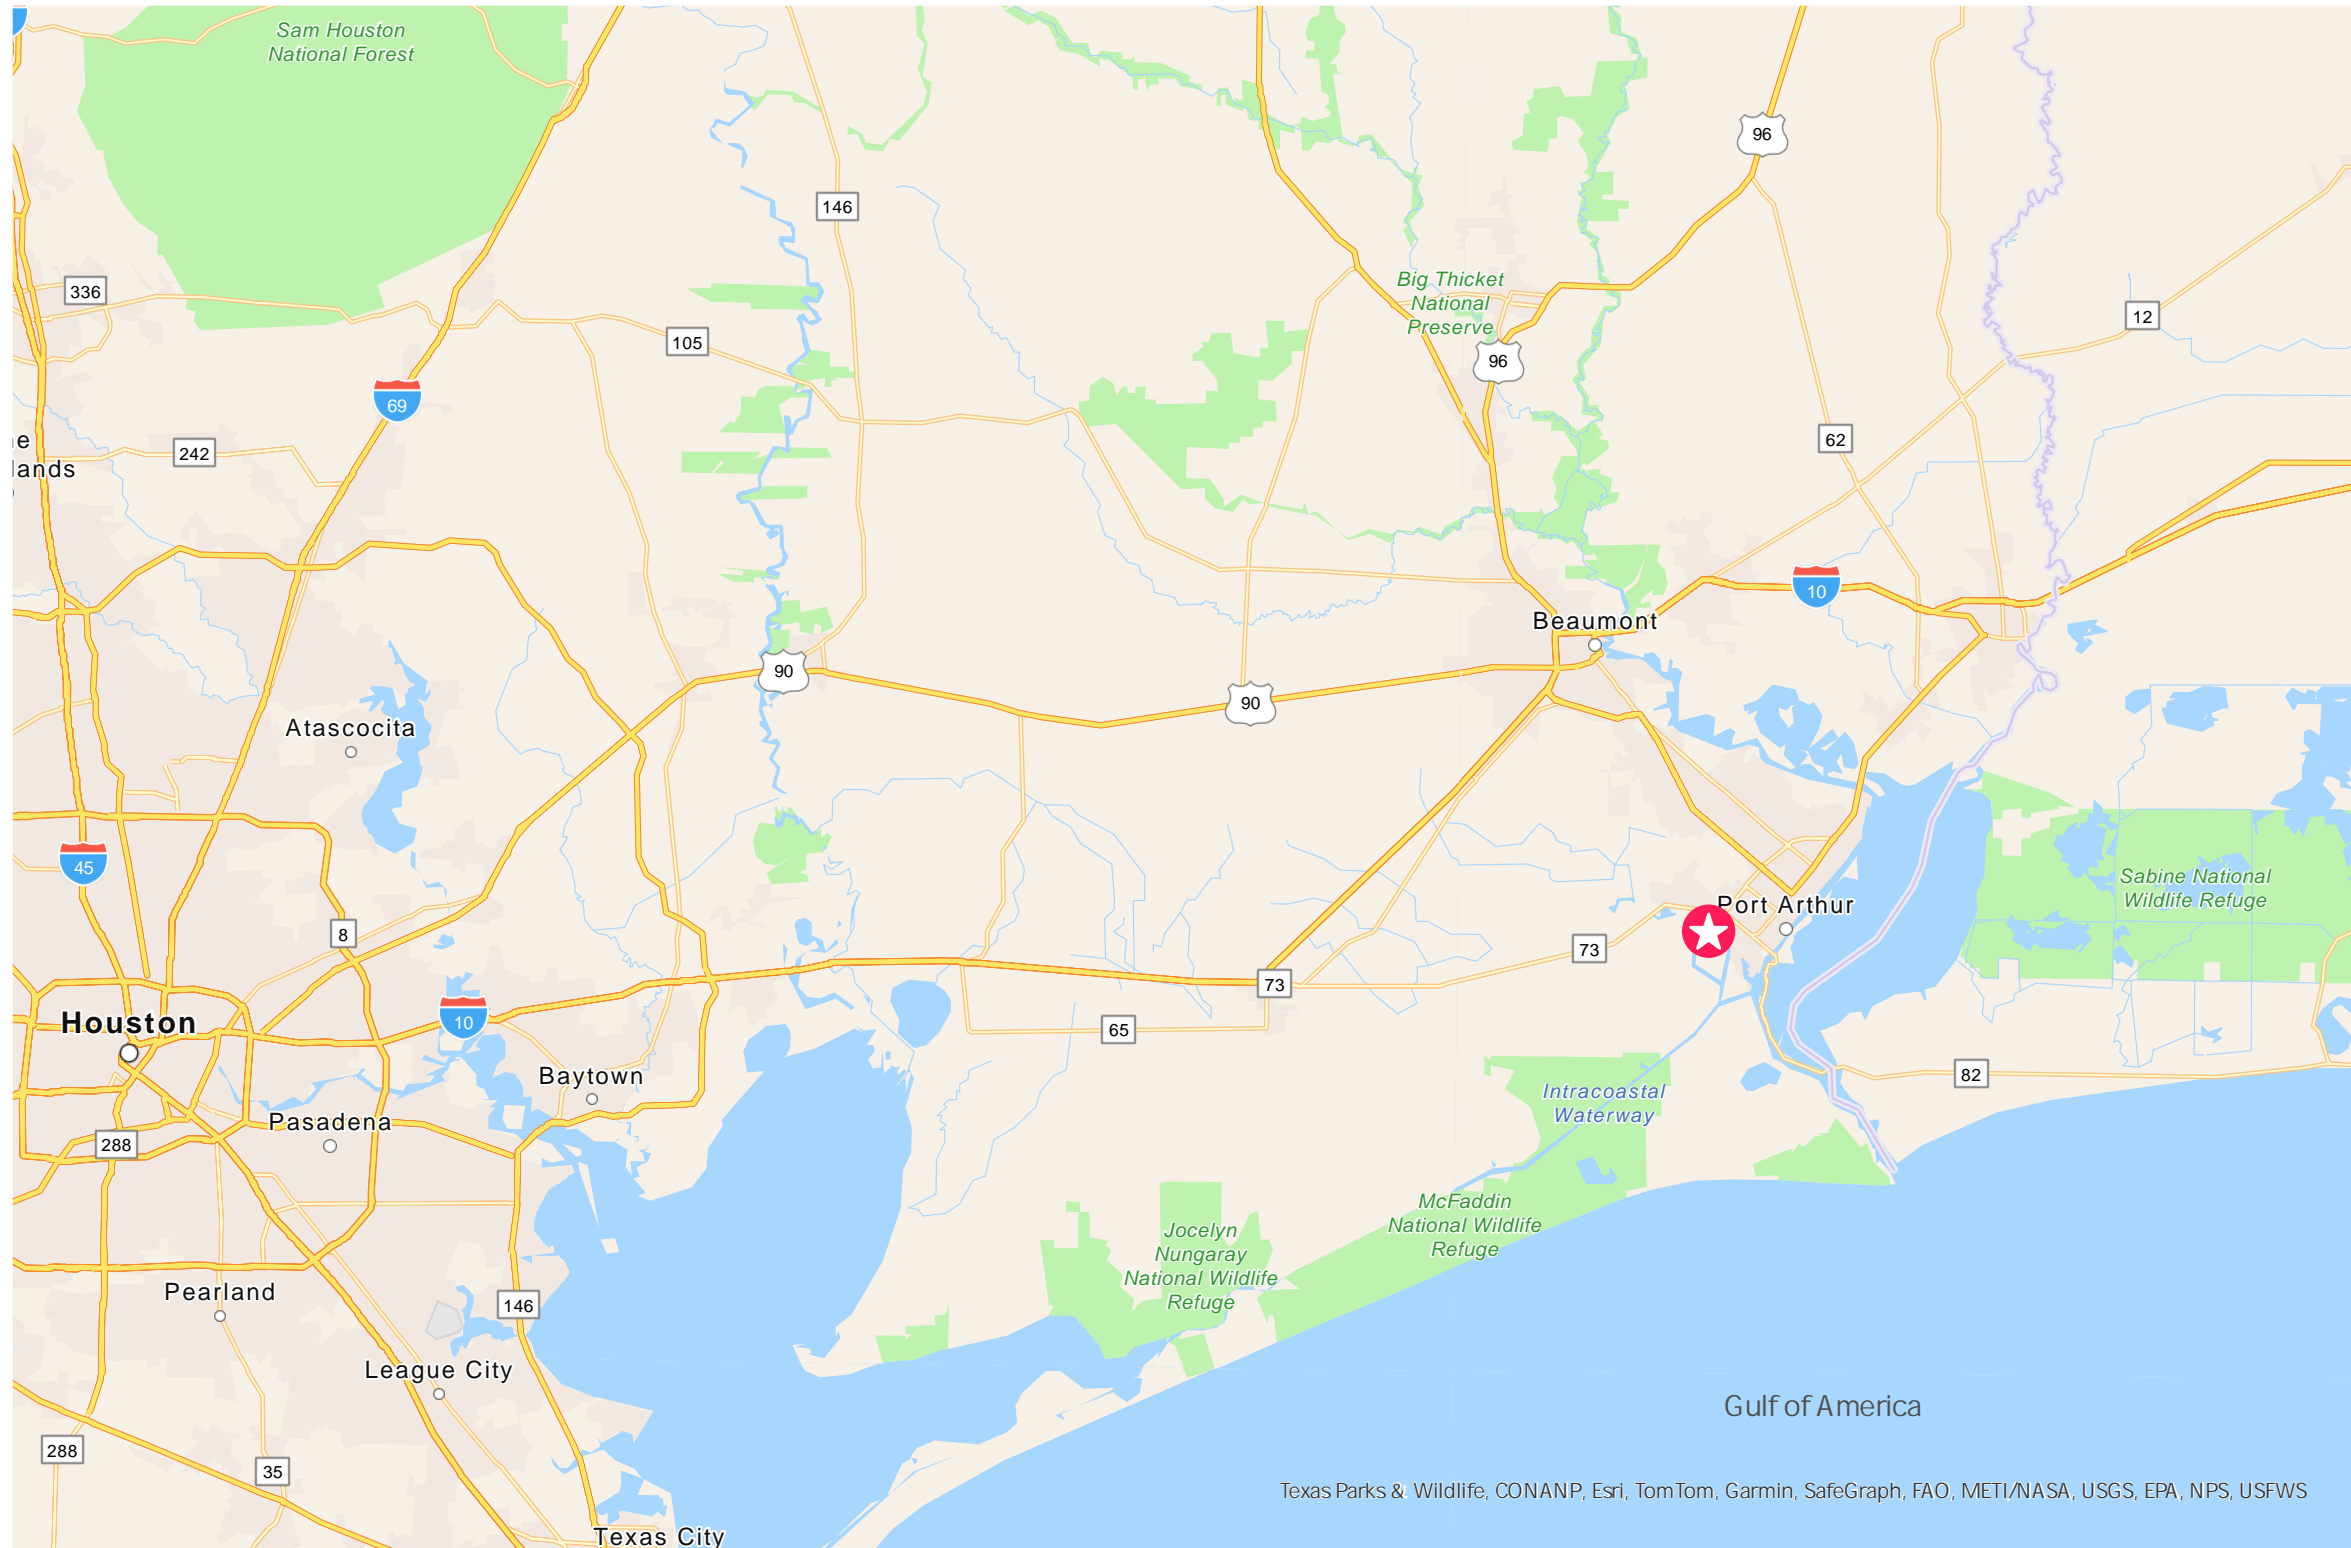 Sam Houston
National Forest
96
146
336
Big Thicket
National
Preserve
12
105
96
69
62
242
e
lands
10
Beaumont
90
90
Atascocita
45
Sabine National
Wildlife Refuge
Port Arthur
8
73
73
10
Houston
65
82
Baytown
Intracoastal
Waterway
Pasadena
288
McFaddin
National Wildlife
Refuge
Jocelyn
Nungaray
National Wildlife
Refuge
Pearland
146
League City
Gulf of America
288
35
Texas Parks & Wildlife, CONANP, Esri, TomTom, Garmin, SafeGraph, FAO, METI/NASA, USGS, EPA, NPS, USFWS
Texas City